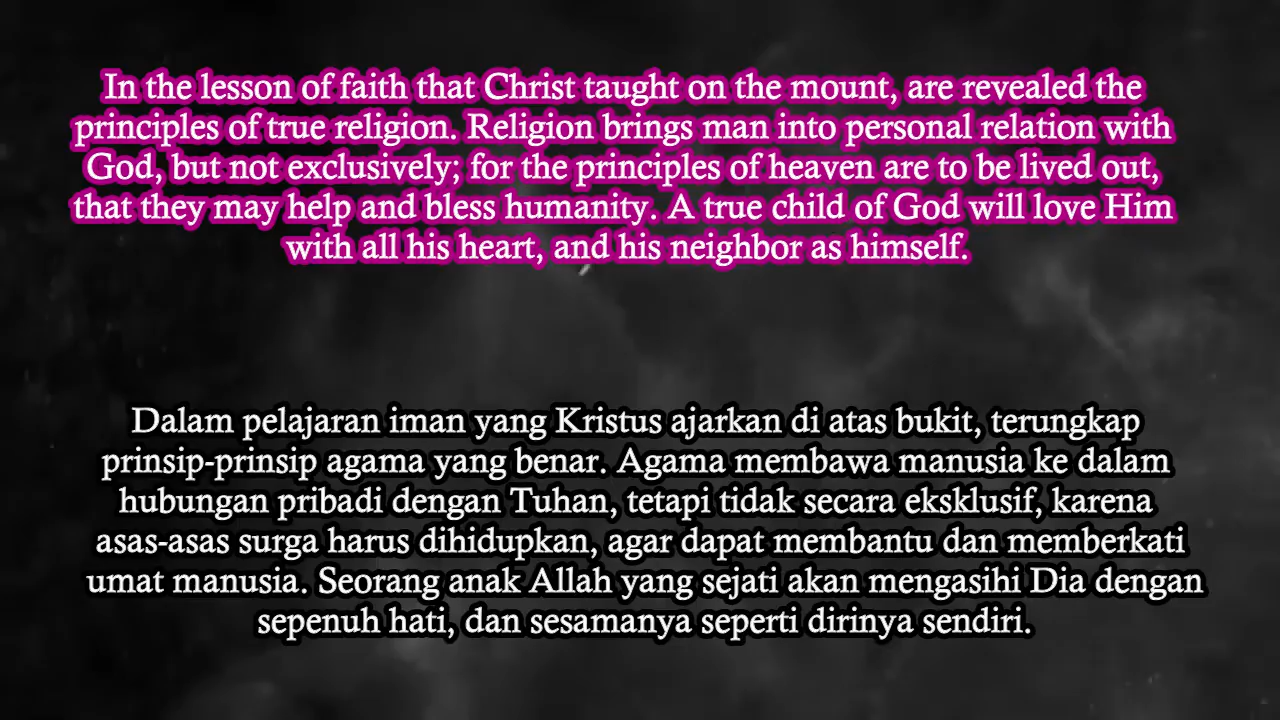 In the lesson of faith that Christ taught on the mount, are revealed the
principles of true religion. Religion brings man into personal relation with
God, but not exclusively; for the principles of heaven are to be lived out,
that they may help and bless humanity. A true child of God will love Him
with all his heart, and his neighbor as himself.
Dalam pelajaran iman yang Kristus ajarkan di atas bukit, terungkap
prinsip-prinsip agama yang benar. Agama membawa manusia ke dalam
hubungan pribadi dengan Tuhan, tetapi tidak secara eksklusif, karena
asas-asas surga harus dihidupkan, agar dapat membantu dan memberkati
umat manusia. Seorang anak Allah yang sejati akan mengasihi Dia dengan
sepenuh hati, dan sesamanya seperti dirinya sendiri.